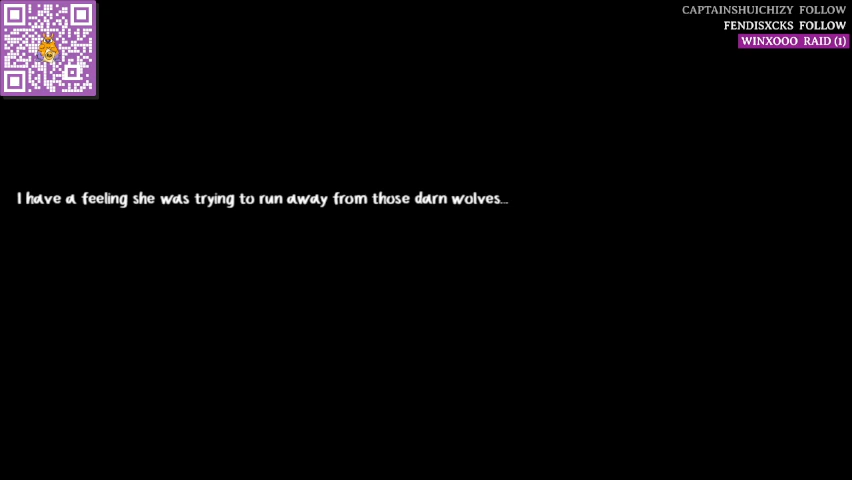 CAPTAINSHUICHIZY FOLLOW
FENDISXCKS FOLLOW
WINXOOO RAID (1)
I have a feeling she was trying to run away from those darn wolves...